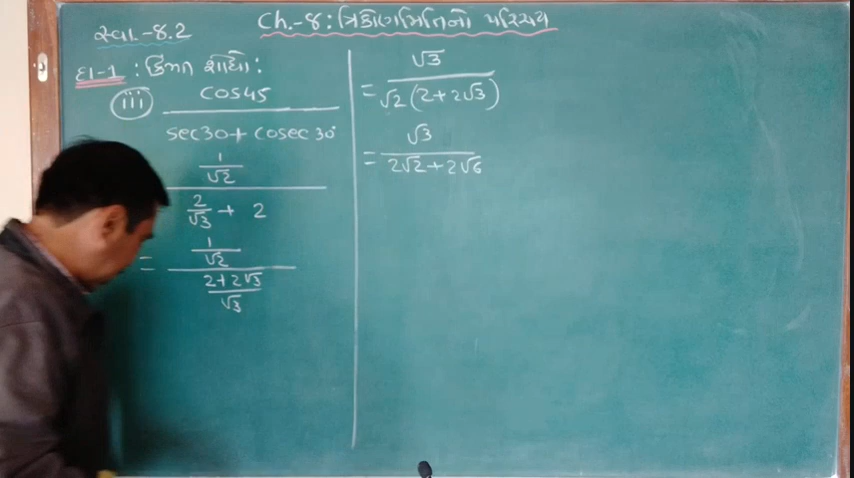 Ch.-8: ત્રિકોણમિતિનો પરિચય
સ્વા.-8.2
દા-1 : કિંમત શોધો :
(iii) cos45
sec30+ cosec 30°
1
√2
2/√3 + 2
= 1
√2
2+2√3
√3
√3
= √2 (2+2√3)
√3
= 2√2+2√6